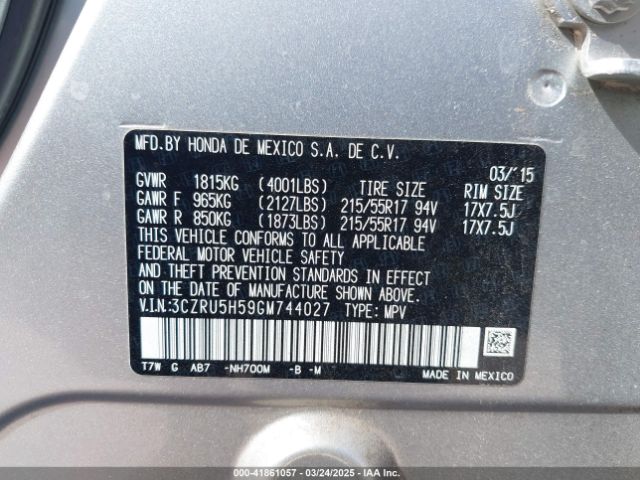 MFD.BY HONDA DE MEXICO S.A. DE C.V.
03/'15
GVWR 1815KG (4001LBS) TIRE SIZE RIM SIZE
GAWR F 965KG (2127LBS) 215/55R17 94V 17X7.5J
GAWR R 850KG (1873LBS) 215/55R17 94V 17X7.5J
THIS VEHICLE CONFORMS TO ALL APPLICABLE
FEDERAL MOTOR VEHICLE SAFETY
AND THEFT PREVENTION STANDARDS IN EFFECT
ON THE DATE OF MANUFACTURE SHOWN ABOVE.
V.I.N.:3CZRU5H59GM744027 TYPE: MPV
T7W G AB7 -NH700M -B -M
MADE IN MEXICO
000-41861057 - 03/24/2025 - IAA Inc.